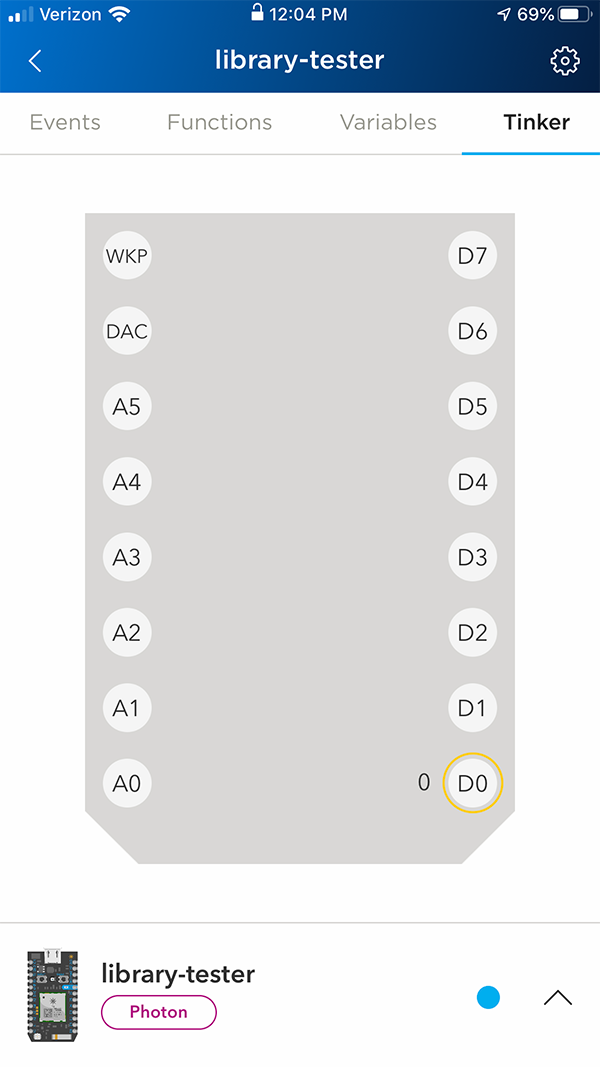 Verizon 12:04 PM 69%
library-tester
Events Functions Variables Tinker
WKP D7
DAC D6
A5 D5
A4 D4
A3 D3
A2 D2
A1 D1
A0 0 D0
library-tester
Photon